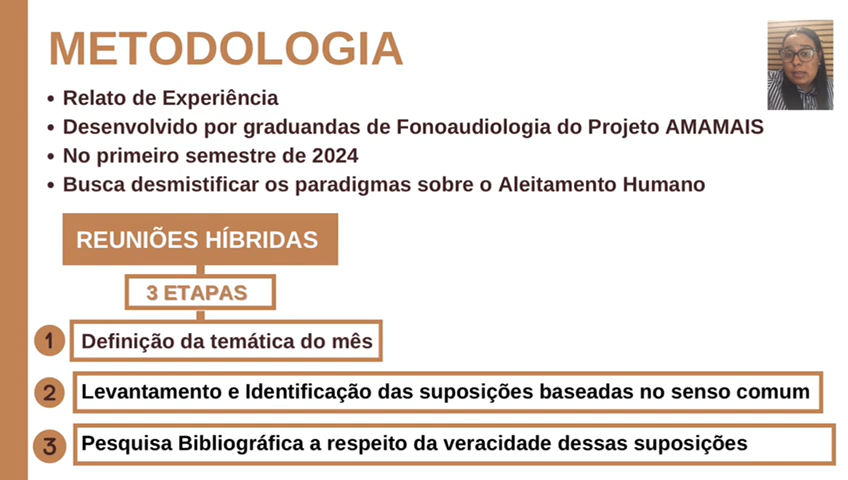 METODOLOGIA
• Relato de Experiência
• Desenvolvido por graduandas de Fonoaudiologia do Projeto AMAMAIS
• No primeiro semestre de 2024
• Busca desmistificar os paradigmas sobre o Aleitamento Humano
REUNIÕES HÍBRIDAS
3 ETAPAS
1 Definição da temática do mês
2 Levantamento e Identificação das suposições baseadas no senso comum
3 Pesquisa Bibliográfica a respeito da veracidade dessas suposições